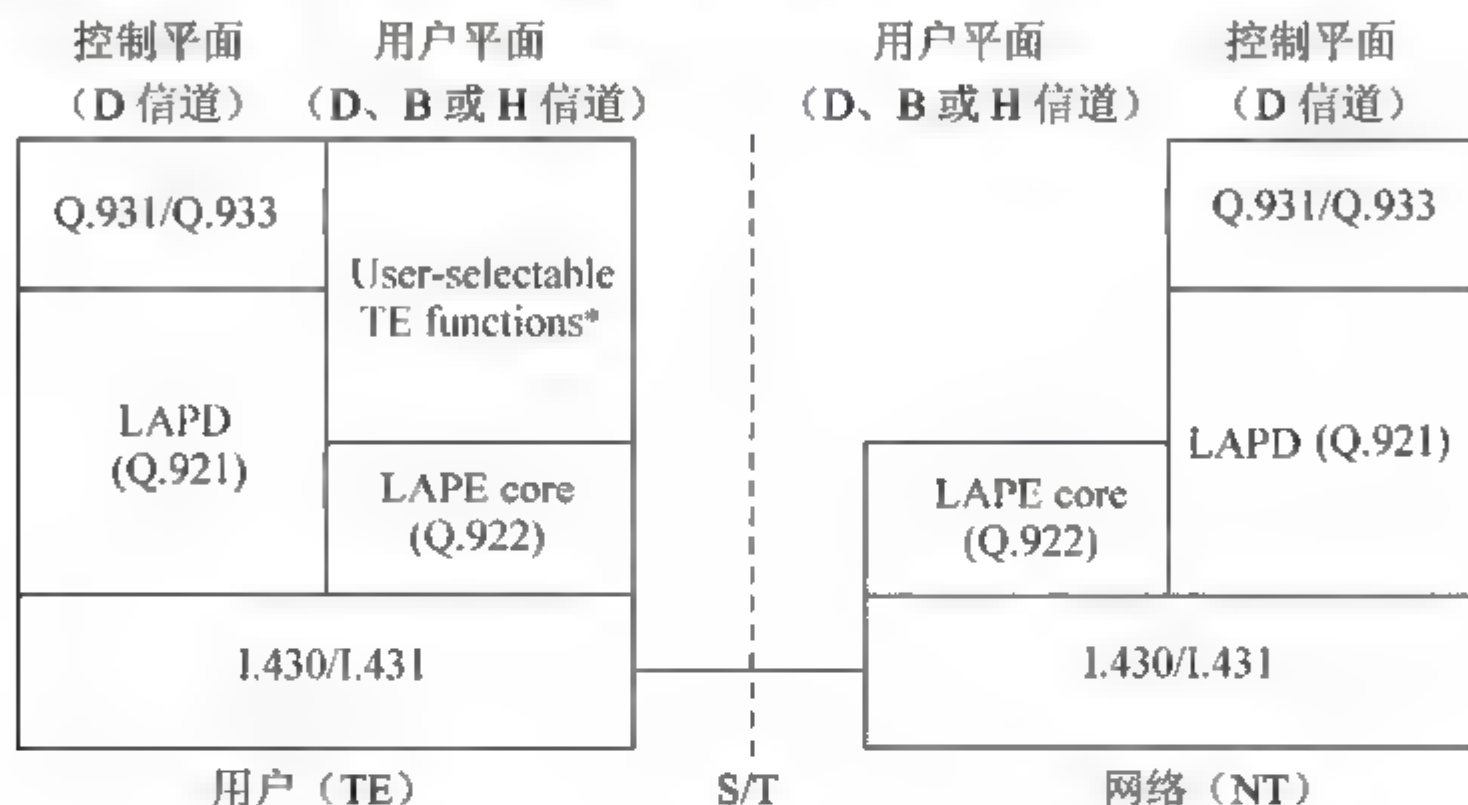 控制平面 用户平面 用户平面 控制平面
（D 信道） （D、B 或 H 信道） （D、B 或 H 信道） （D 信道）
Q.931/Q.933
User-selectable
TE functions*
LAPD
(Q.921)
LAPE core
(Q.922)
I.430/I.431
用户（TE）
S/T
Q.931/Q.933
LAPD (Q.921)
LAPE core
(Q.922)
I.430/I.431
网络（NT）